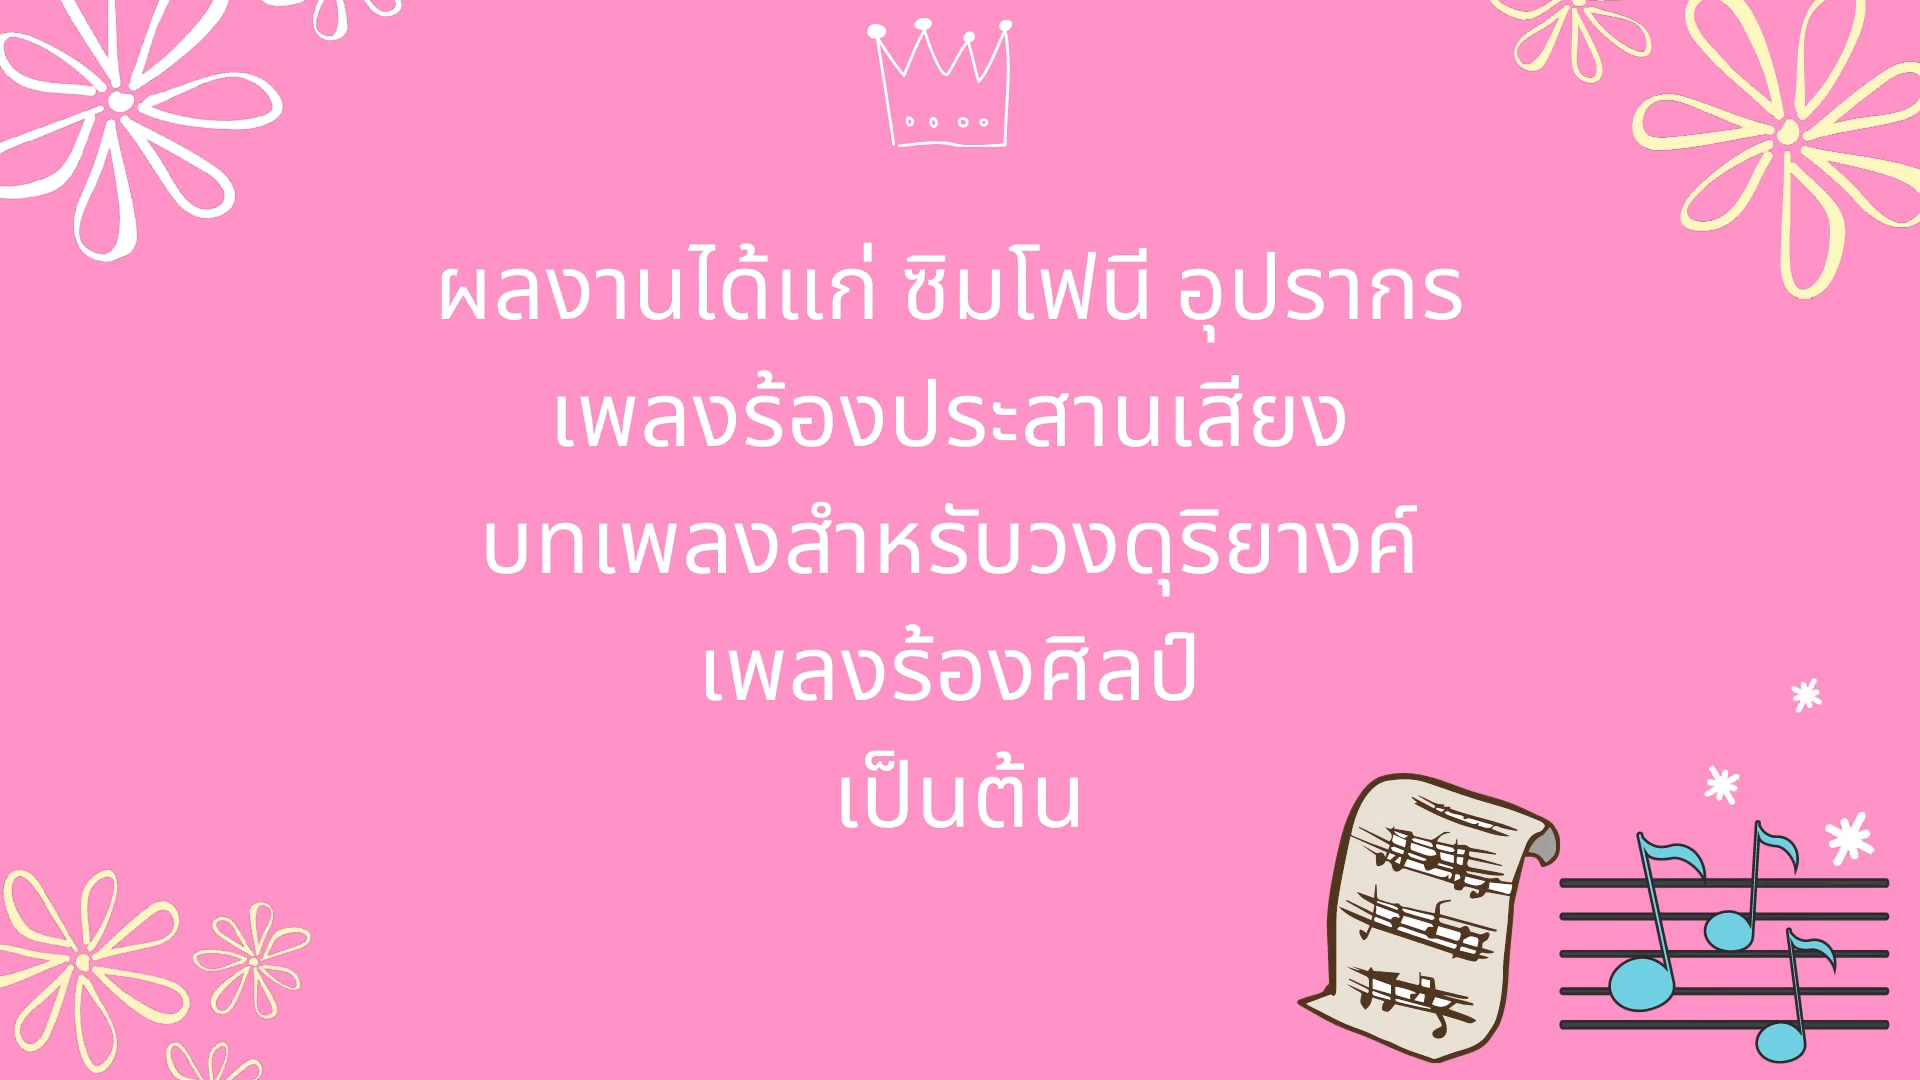 ผลงานได้แก่ ซิมโฟนี อุปรากร
เพลงร้องประสานเสียง
บทเพลงสำหรับวงดุริยางค์
เพลงร้องศิลป์
เป็นต้น